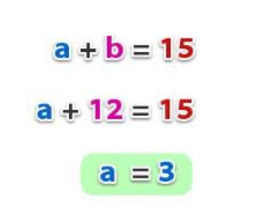 a + b = 15
a + 12 = 15
a = 3